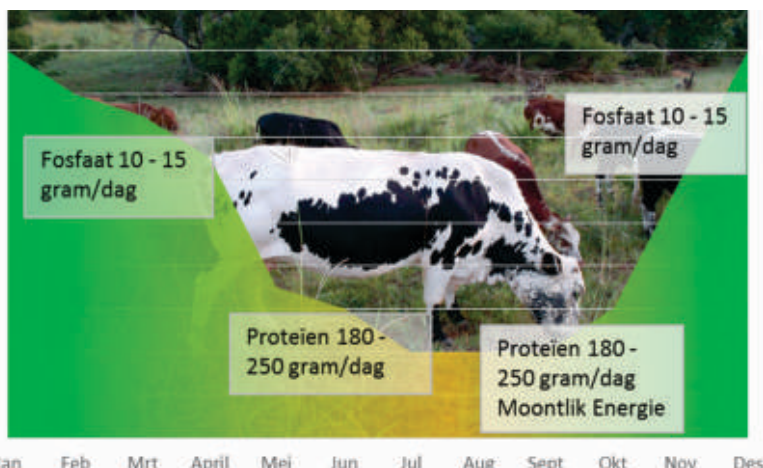 Fosfaat 10 - 15
gram/dag
Fosfaat 10 - 15
gram/dag
Proteïen 180 -
250 gram/dag
Proteïen 180 -
250 gram/dag
Moontlik Energie
Feb Mrt April Mei Jun Jul Aug Sept Okt Nov Des